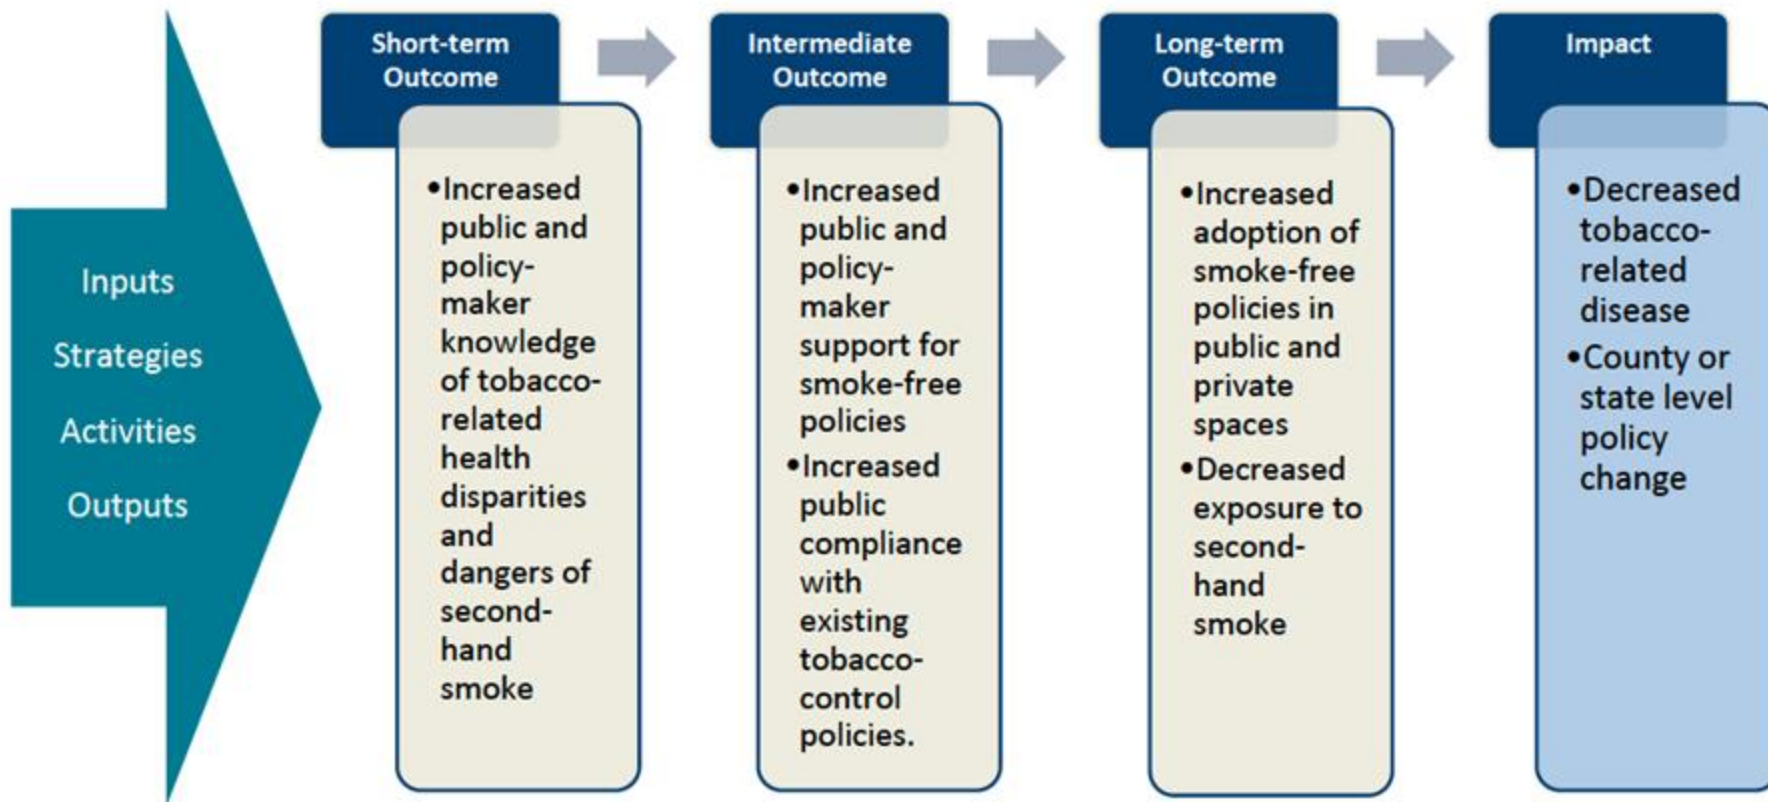 Inputs
Strategies
Activities
Outputs
Short-term
Outcome
•Increased
public and
policy-
maker
knowledge
of tobacco-
related
health
disparities
and
dangers of
second-
hand
smoke
Intermediate
Outcome
•Increased
public and
policy-
maker
support for
smoke-free
policies
•Increased
public
compliance
with
existing
tobacco-
control
policies.
Long-term
Outcome
•Increased
adoption of
smoke-free
policies in
public and
private
spaces
•Decreased
exposure to
second-
hand
smoke
Impact
•Decreased
tobacco-
related
disease
•County or
state level
policy
change